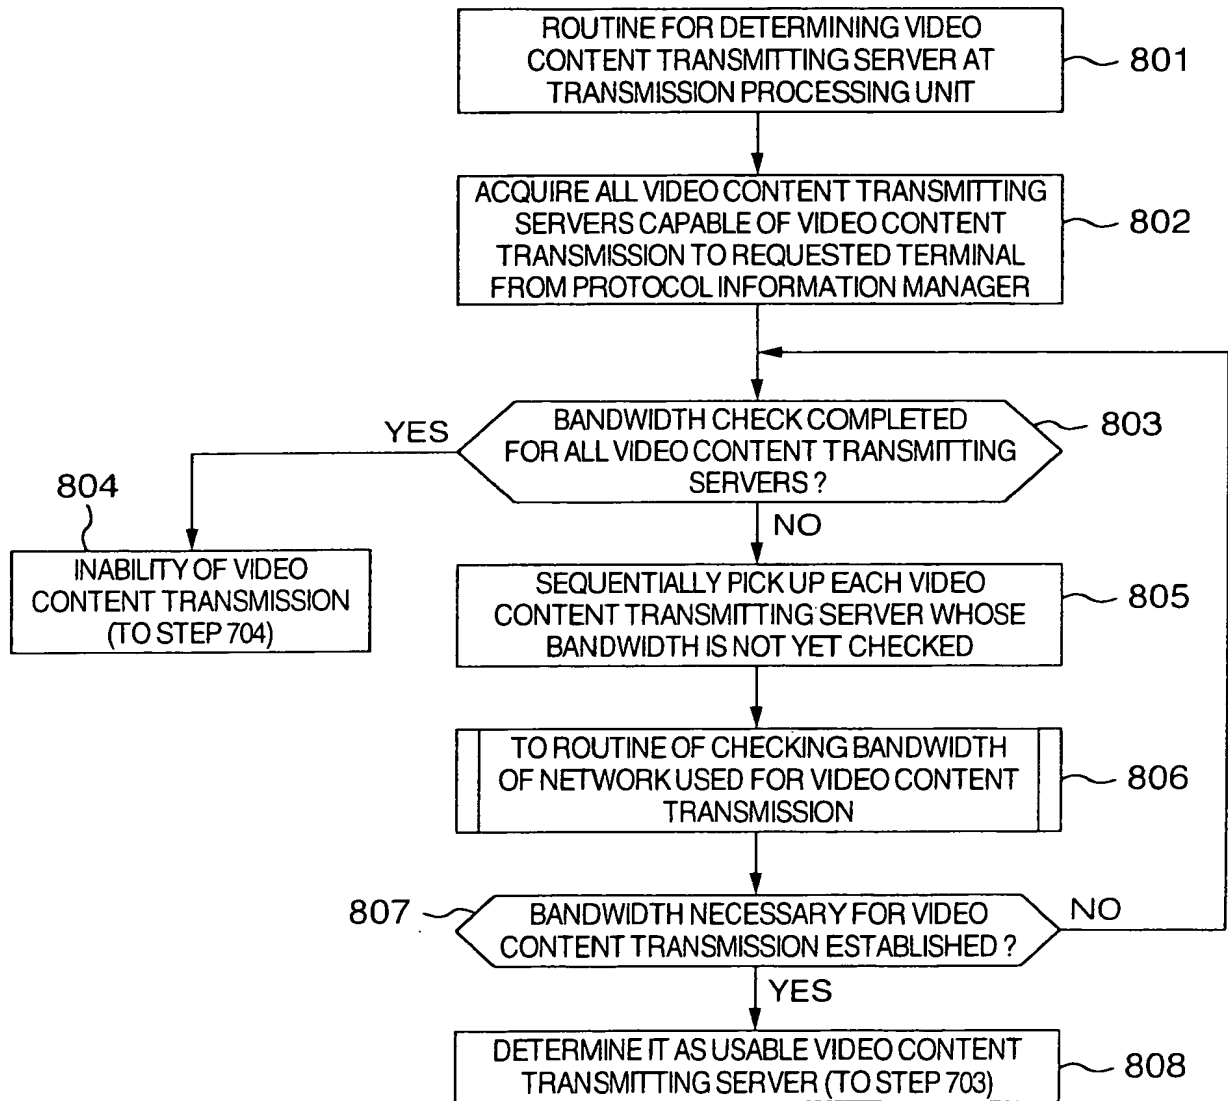 ROUTINE FOR DETERMINING VIDEO
CONTENT TRANSMITTING SERVER AT
TRANSMISSION PROCESSING UNIT
801
ACQUIRE ALL VIDEO CONTENT TRANSMITTING
SERVERS CAPABLE OF VIDEO CONTENT
TRANSMISSION TO REQUESTED TERMINAL
FROM PROTOCOL INFORMATION MANAGER
802
BANDWIDTH CHECK COMPLETED
FOR ALL VIDEO CONTENT TRANSMITTING
SERVERS ?
803
YES
NO
804
INABILITY OF VIDEO
CONTENT TRANSMISSION
(TO STEP 704)
SEQUENTIALLY PICK UP EACH VIDEO
CONTENT TRANSMITTING SERVER WHOSE
BANDWIDTH IS NOT YET CHECKED
805
TO ROUTINE OF CHECKING BANDWIDTH
OF NETWORK USED FOR VIDEO CONTENT
TRANSMISSION
806
807
BANDWIDTH NECESSARY FOR VIDEO
CONTENT TRANSMISSION ESTABLISHED ?
NO
YES
DETERMINE IT AS USABLE VIDEO CONTENT
TRANSMITTING SERVER (TO STEP 703)
808